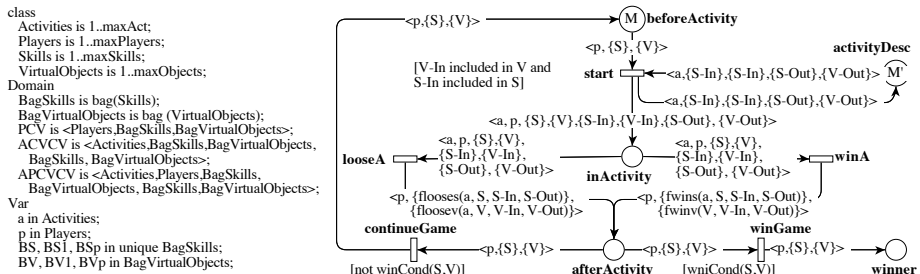 class
Activities is 1..maxAct;
Players is 1..maxPlayers;
Skills is 1..maxSkills;
VirtualObjects is 1..maxObjects;
Domain
BagSkills is bag(Skills);
BagVirtualObjects is bag (VirtualObjects);
PCV is <Players,BagSkills,BagVirtualObjects>;
ACVCV is <Activities,BagSkills,BagVirtualObjects,
BagSkills, BagVirtualObjects>;
APCVCV is <Activities,Players,BagSkills,
BagVirtualObjects, BagSkills,BagVirtualObjects>;
Var
a in Activities;
p in Players;
BS, BS1, BSp in unique BagSkills;
BV, BV1, BVp in BagVirtualObjects;
<p,{S},{V}>
M
beforeActivity
<p, {S}, {V}>
activityDesc
[V-In included in V and
S-In included in S]
start
<a,{S-In},{S-In},{S-Out},{V-Out}>
M'
<a,{S-In},{S-In},{S-Out},{V-Out}>
<a, p, {S},{V},{S-In},{V-In},{S-Out}, {V-Out}>
looseA
<a, p, {S},{V},
{S-In},{V-In},
{S-Out}, {V-Out}>
inActivity
<a, p, {S},{V},
{S-In},{V-In},
{S-Out}, {V-Out}>
winA
<p, {flooses(a, S, S-In, S-Out)},
{floosev(a, V, V-In, V-Out)}>
<p, {fwins(a, S, S-In, S-Out)},
{fwinv(V, V-In, V-Out)}>
continueGame
<p,{S},{V}>
[not winCond(S,V)]
afterActivity
<p,{S},{V}>
winGame
[wniCond(S,V)]
<p,{S},{V}>
winner